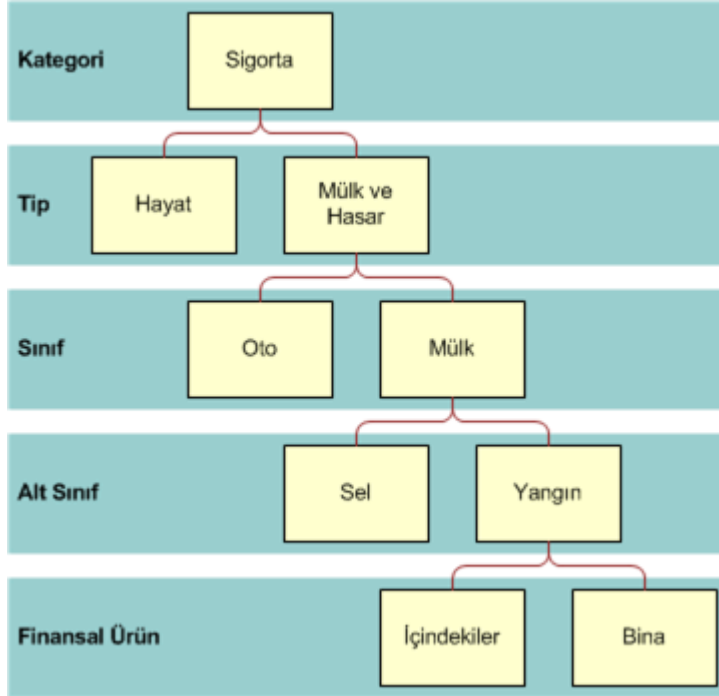 Kategori
Sigorta
Tip
Hayat
Mülk ve
Hasar
Sınıf
Oto
Mülk
Alt Sınıf
Sel
Yangın
Finansal Ürün
İçindekiler
Bina